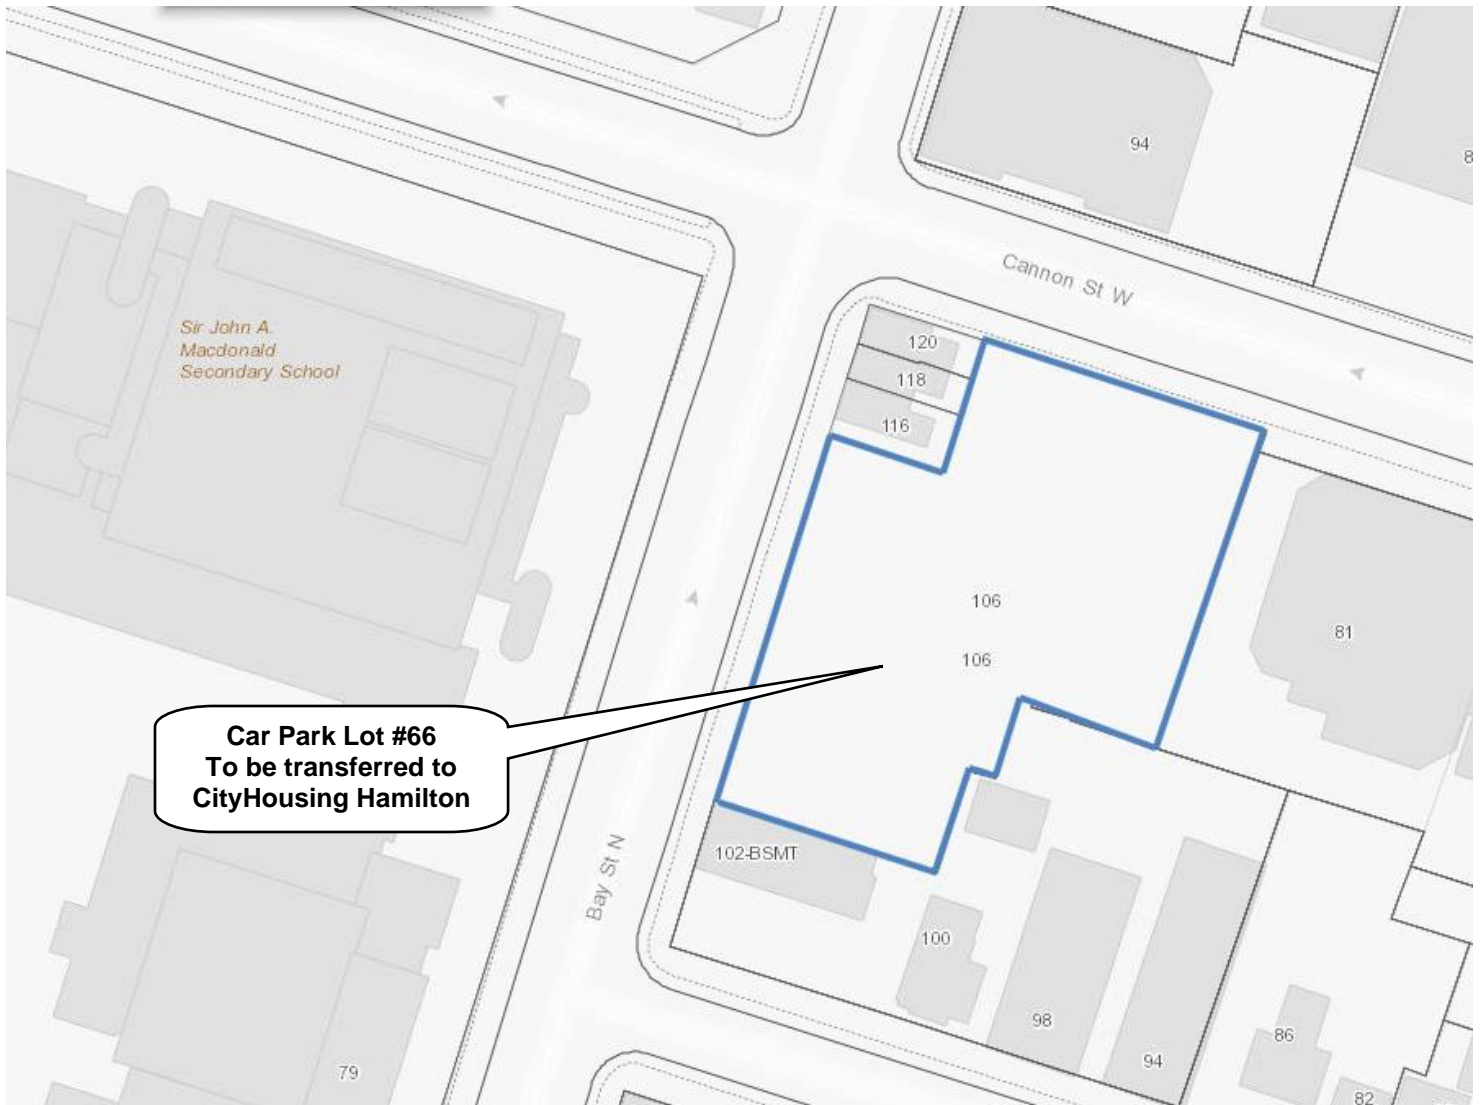 94
8
Cannon St W
Sir John A.
Macdonald
Secondary School
120
118
116
106
106
81
Car Park Lot #66
To be transferred to
CityHousing Hamilton
102-BSMT
Bay St N
100
98
94
86
79
82